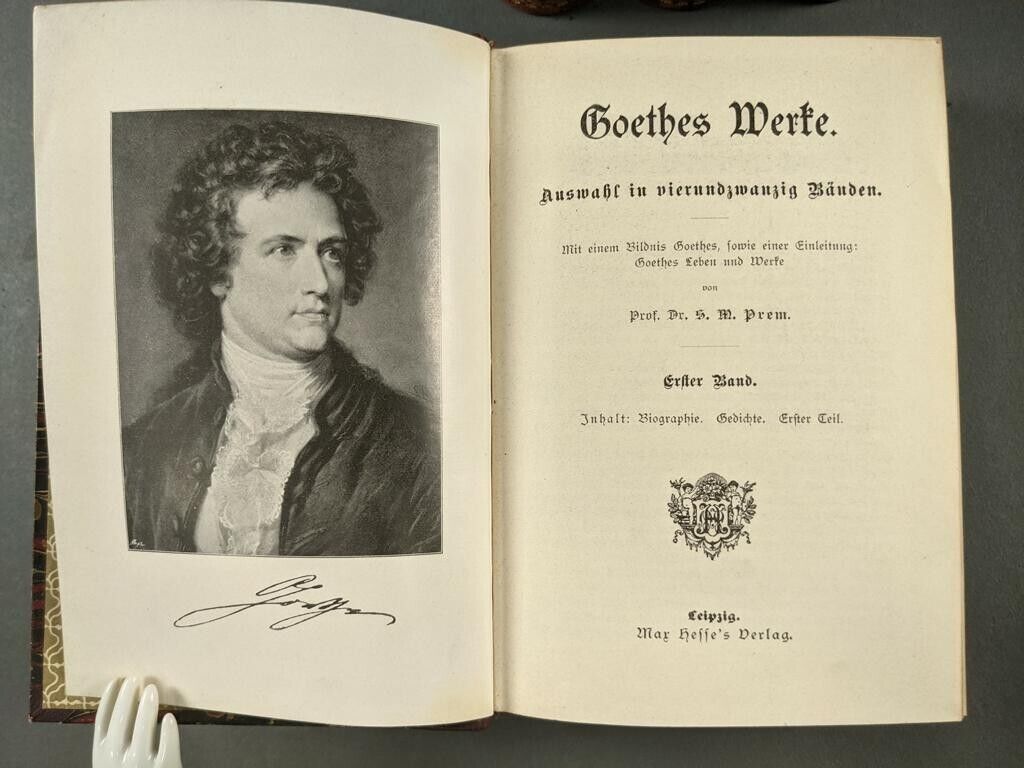 Goethe
Goethes Werke.
Auswahl in vierundzwanzig Bänden.
Mit einem Bildnis Goethes, sowie einer Einleitung:
Goethes Leben und Werke
von
Prof. Dr. S. M. Prem.
Erster Band.
Inhalt: Biographie. Gedichte. Erster Teil.
Leipzig.
Max Hesse's Verlag.